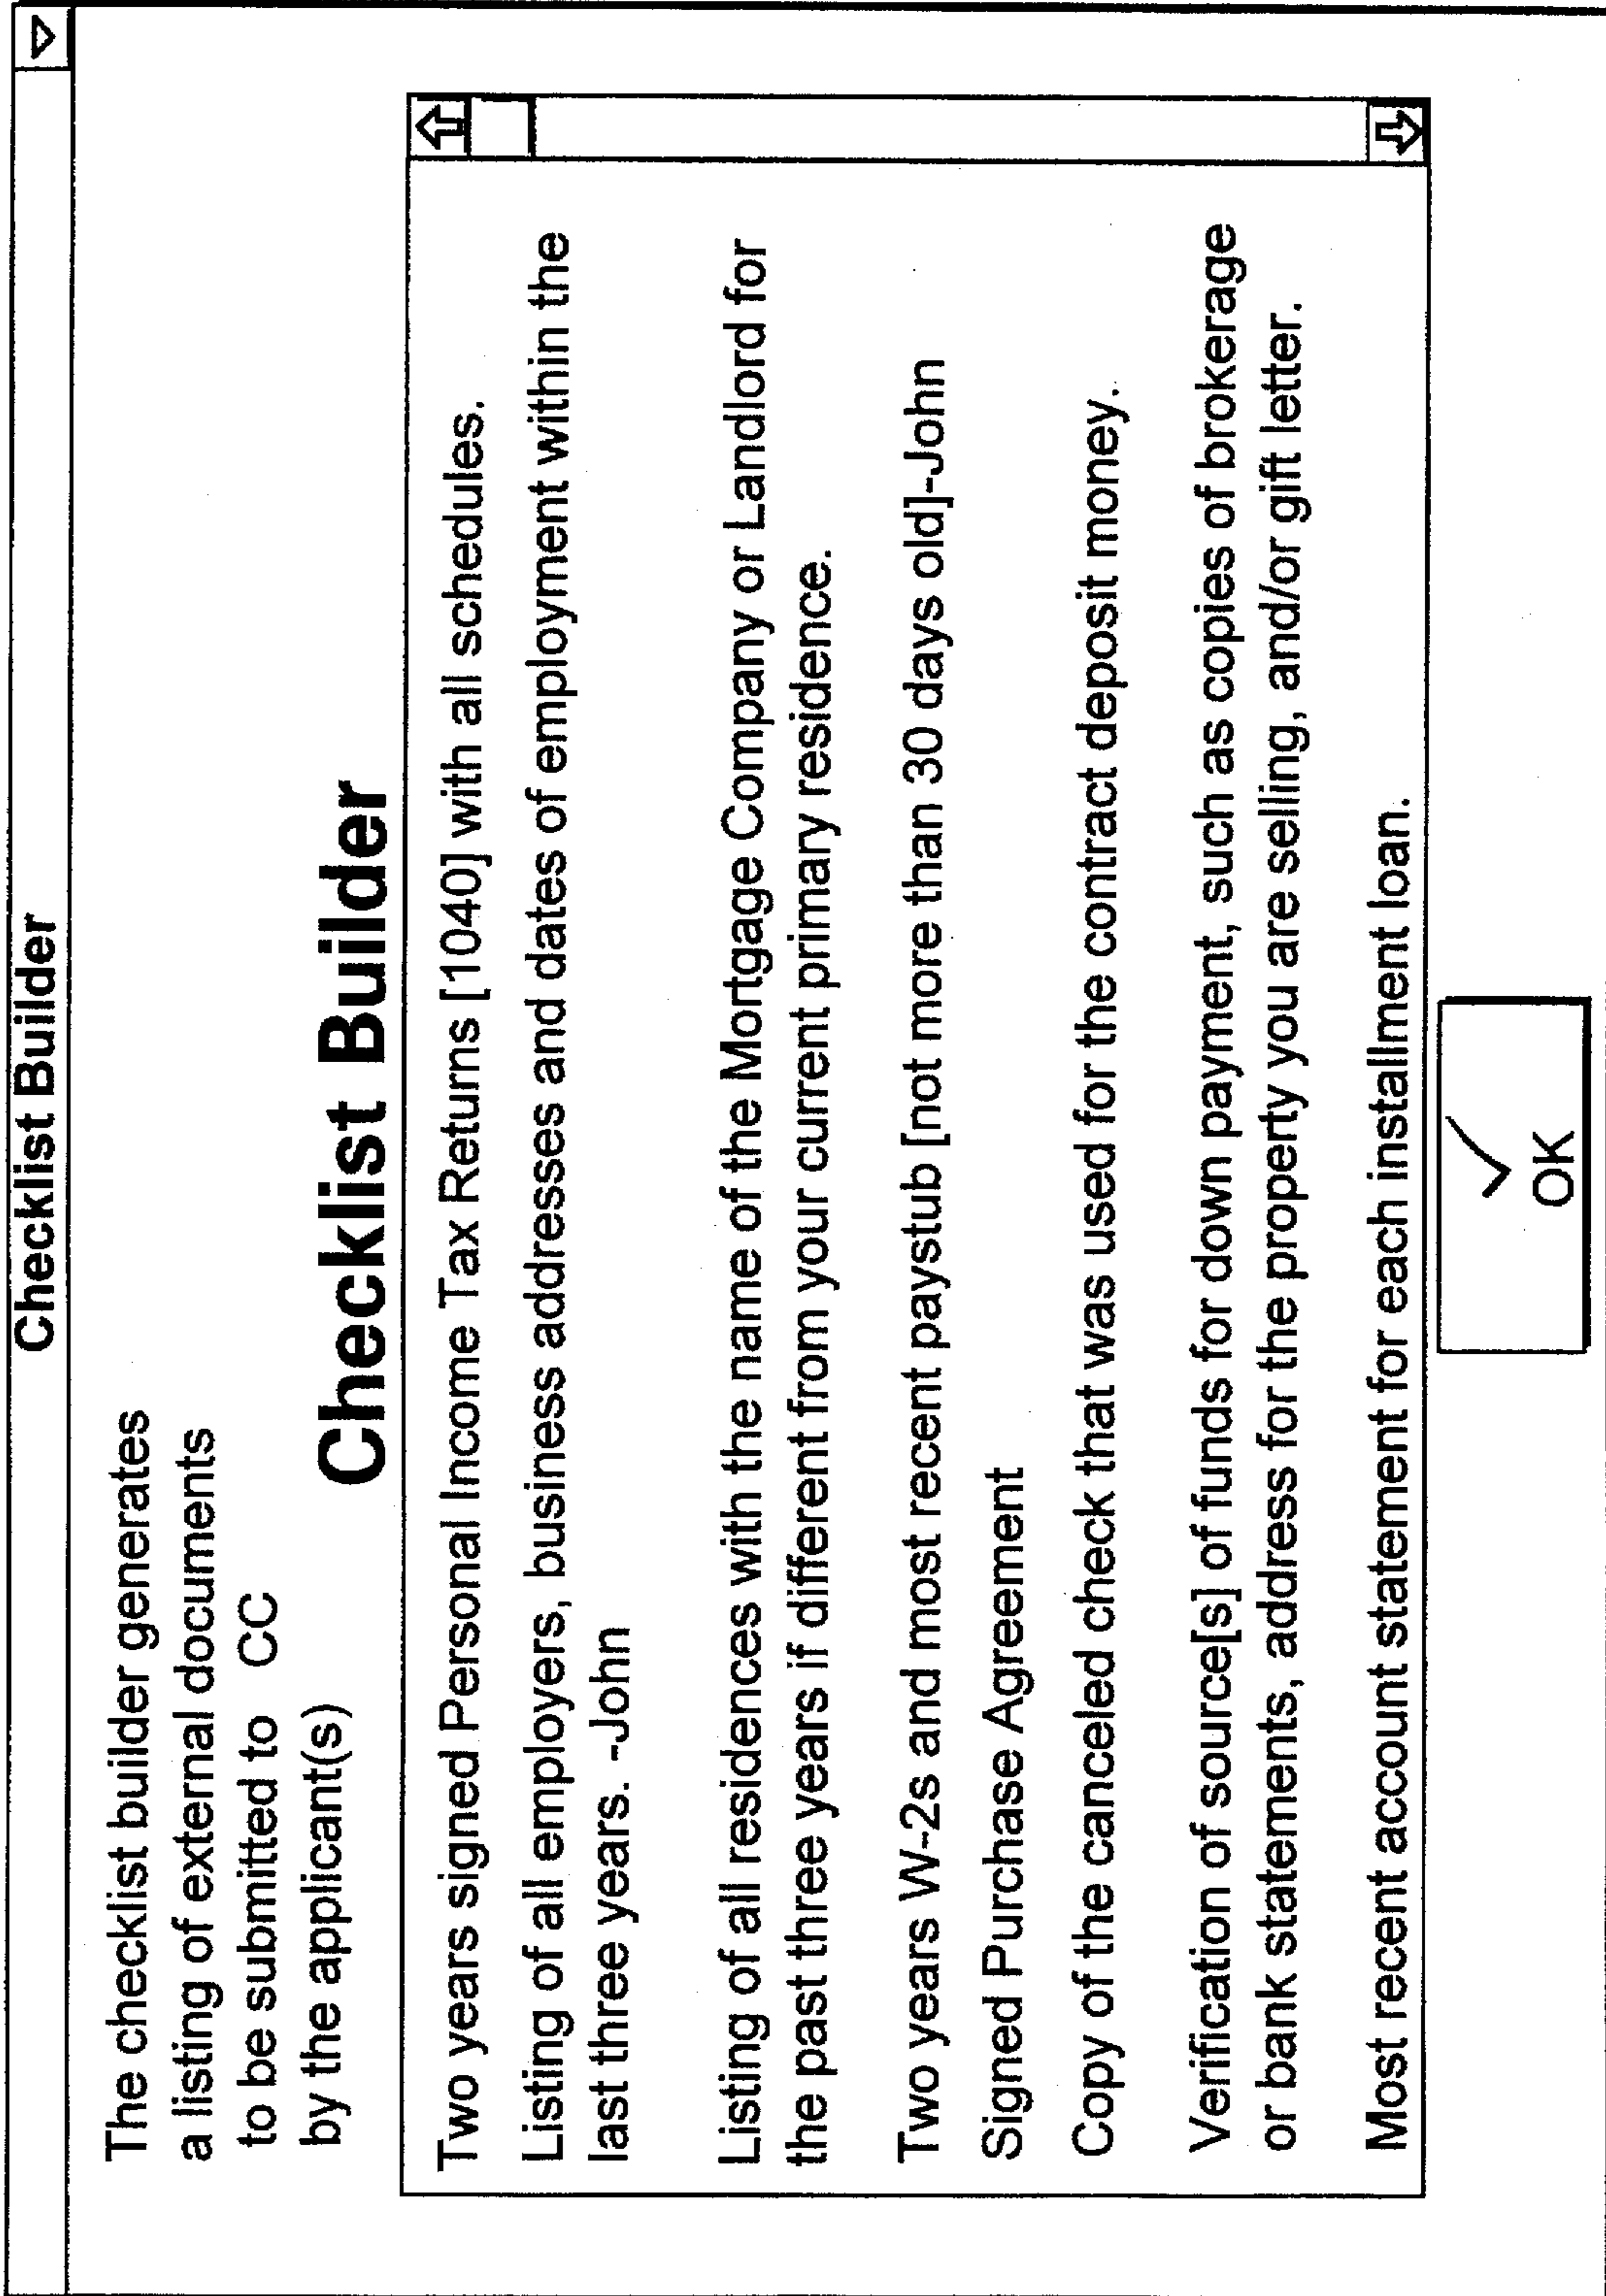 Checklist Builder
The checklist builder generates
a listing of external documents
to be submitted to CC
by the applicant(s)
Checklist Builder
Two years signed Personal Income Tax Returns [1040] with all schedules.
Listing of all employers, business addresses and dates of employment within the
last three years. -John
Listing of all residences with the name of the Mortgage Company or Landlord for
the past three years if different from your current primary residence.
Two years W-2s and most recent paystub [not more than 30 days old]-John
Signed Purchase Agreement
Copy of the canceled check that was used for the contract deposit money.
Verification of source[s] of funds for down payment, such as copies of brokerage
or bank statements, address for the property you are selling, and/or gift letter.
Most recent account statement for each installment loan.
OK